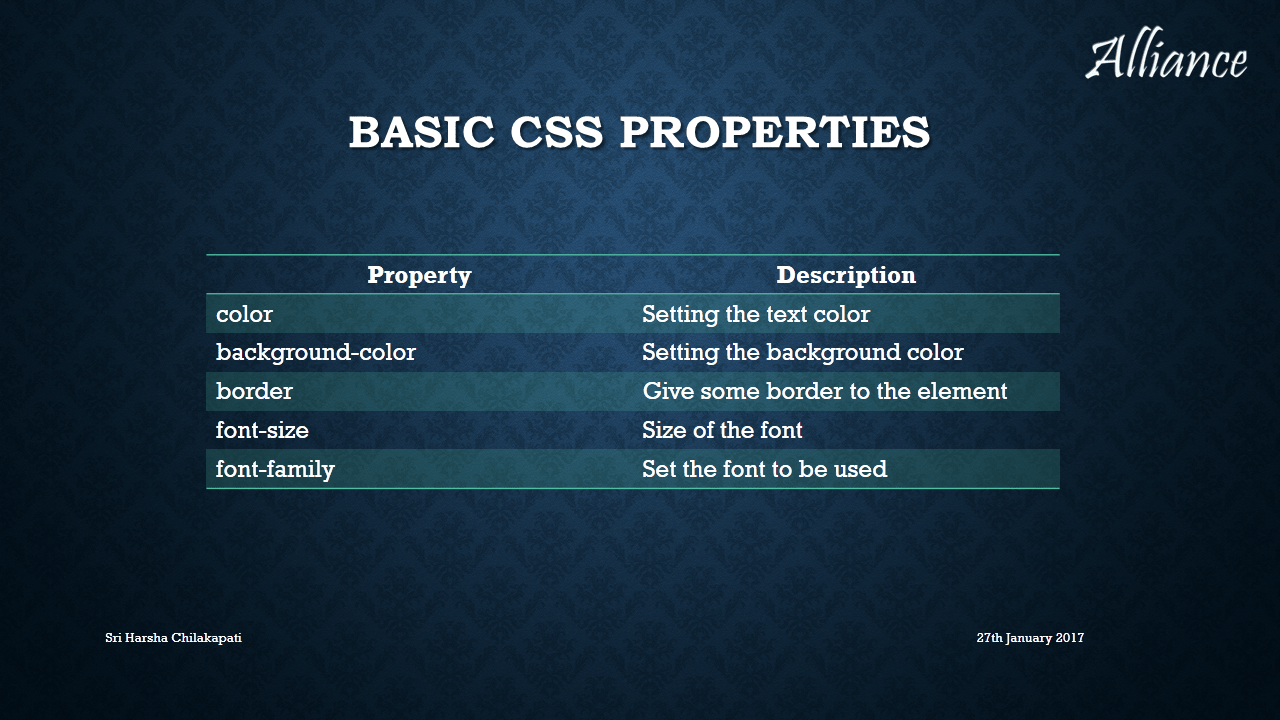 Alliance
BASIC CSS PROPERTIES
Property Description
color Setting the text color
background-color Setting the background color
border Give some border to the element
font-size Size of the font
font-family Set the font to be used
Sri Harsha Chilakapati 27th January 2017